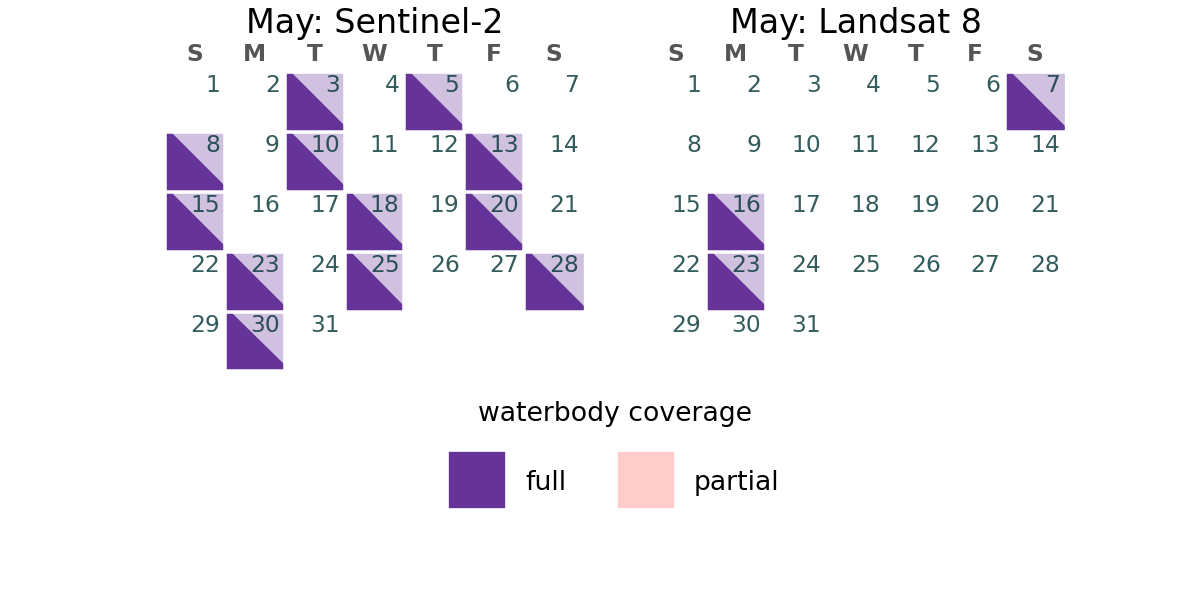 May: Sentinel-2
S M T W T F S
1 2 3 4 5 6 7
8 9 10 11 12 13 14
15 16 17 18 19 20 21
22 23 24 25 26 27 28
29 30 31
May: Landsat 8
S M T W T F S
1 2 3 4 5 6 7
8 9 10 11 12 13 14
15 16 17 18 19 20 21
22 23 24 25 26 27 28
29 30 31
waterbody coverage
full
partial